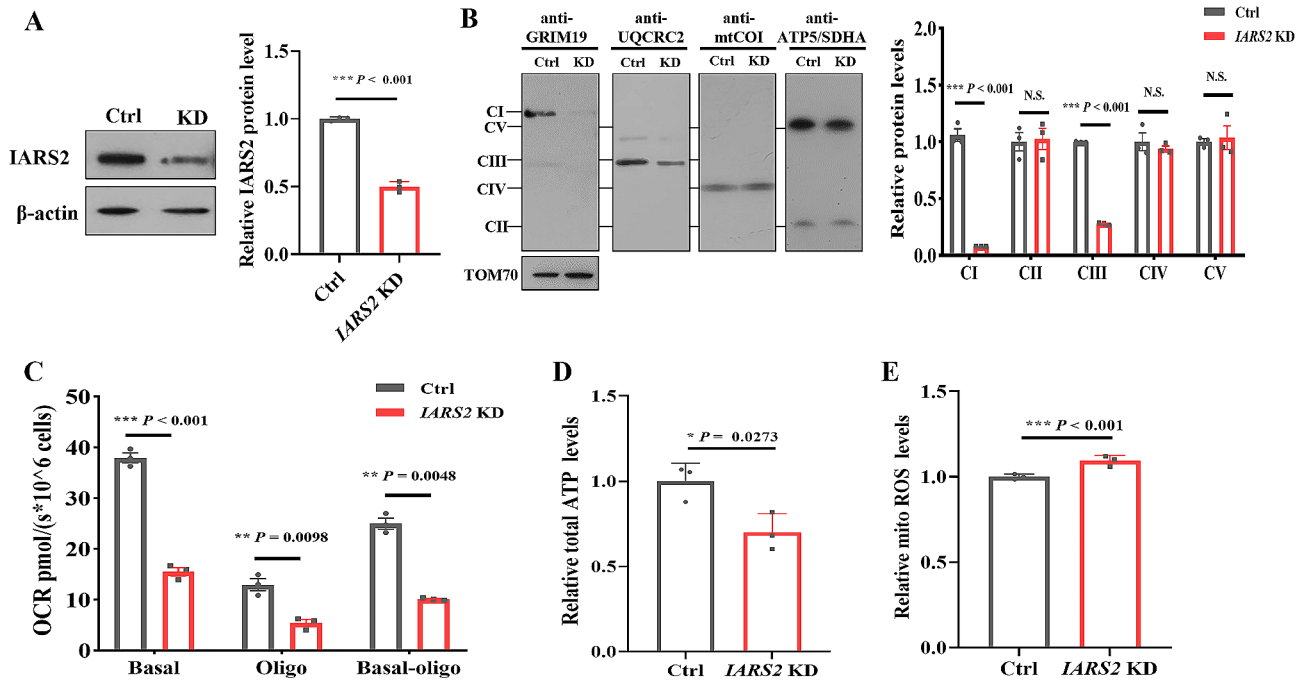 A
Ctrl KD
IARS2
β-actin
Relative IARS2 protein level
1.5
1.0
0.5
0.0
*** P < 0.001
Ctrl
IARS2 KD
B
anti-GRIM19
anti-UQCRC2
anti-mtCOI
anti-ATP5/SDHA
Ctrl KD Ctrl KD Ctrl KD Ctrl KD
CI
CV
CIII
CIV
CII
TOM70
Relative protein levels
2.0
1.5
1.0
0.5
0.0
Ctrl
IARS2 KD
*** P < 0.001
N.S.
*** P < 0.001
N.S.
N.S.
CI CII CIII CIV CV
C
OCR pmol/(s*10^6 cells)
50
40
30
20
10
0
Ctrl
IARS2 KD
*** P < 0.001
** P = 0.0098
** P = 0.0048
Basal Oligo Basal-oligo
D
Relative total ATP levels
1.5
1.0
0.5
0.0
* P = 0.0273
Ctrl IARS2 KD
E
Relative mito ROS levels
1.5
1.0
0.5
0.0
*** P < 0.001
Ctrl IARS2 KD